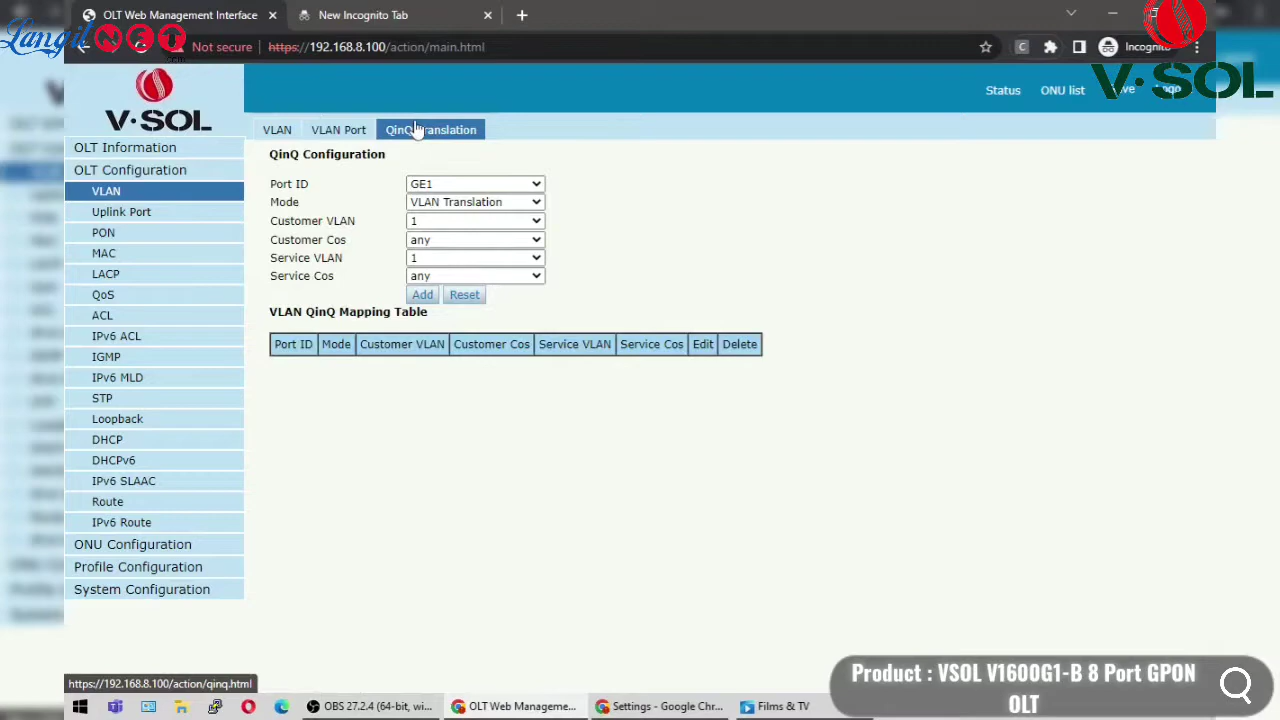 OLT Web Management Interface
New Incognito Tab
LangitNET
.com
Not secure
https://192.168.8.100/action/main.html
C
Incognito
V·SOL
V·SOL
Status
ONU list
VLAN
VLAN Port
QinQ Translation
OLT Information
OLT Configuration
VLAN
Uplink Port
PON
MAC
LACP
QoS
ACL
IPv6 ACL
IGMP
IPv6 MLD
STP
Loopback
DHCP
DHCPv6
IPv6 SLAAC
Route
IPv6 Route
ONU Configuration
Profile Configuration
System Configuration
QinQ Configuration
Port ID GE1
Mode VLAN Translation
Customer VLAN 1
Customer Cos any
Service VLAN 1
Service Cos any
Add Reset
VLAN QinQ Mapping Table
Port ID Mode Customer VLAN Customer Cos Service VLAN Service Cos Edit Delete
https://192.168.8.100/action/qinq.html
Product : VSOL V1600G1-B 8 Port GPON
OLT
OBS 27.2.4 (64-bit, wi...
OLT Web Manageme...
Settings - Google Chr...
Films & TV